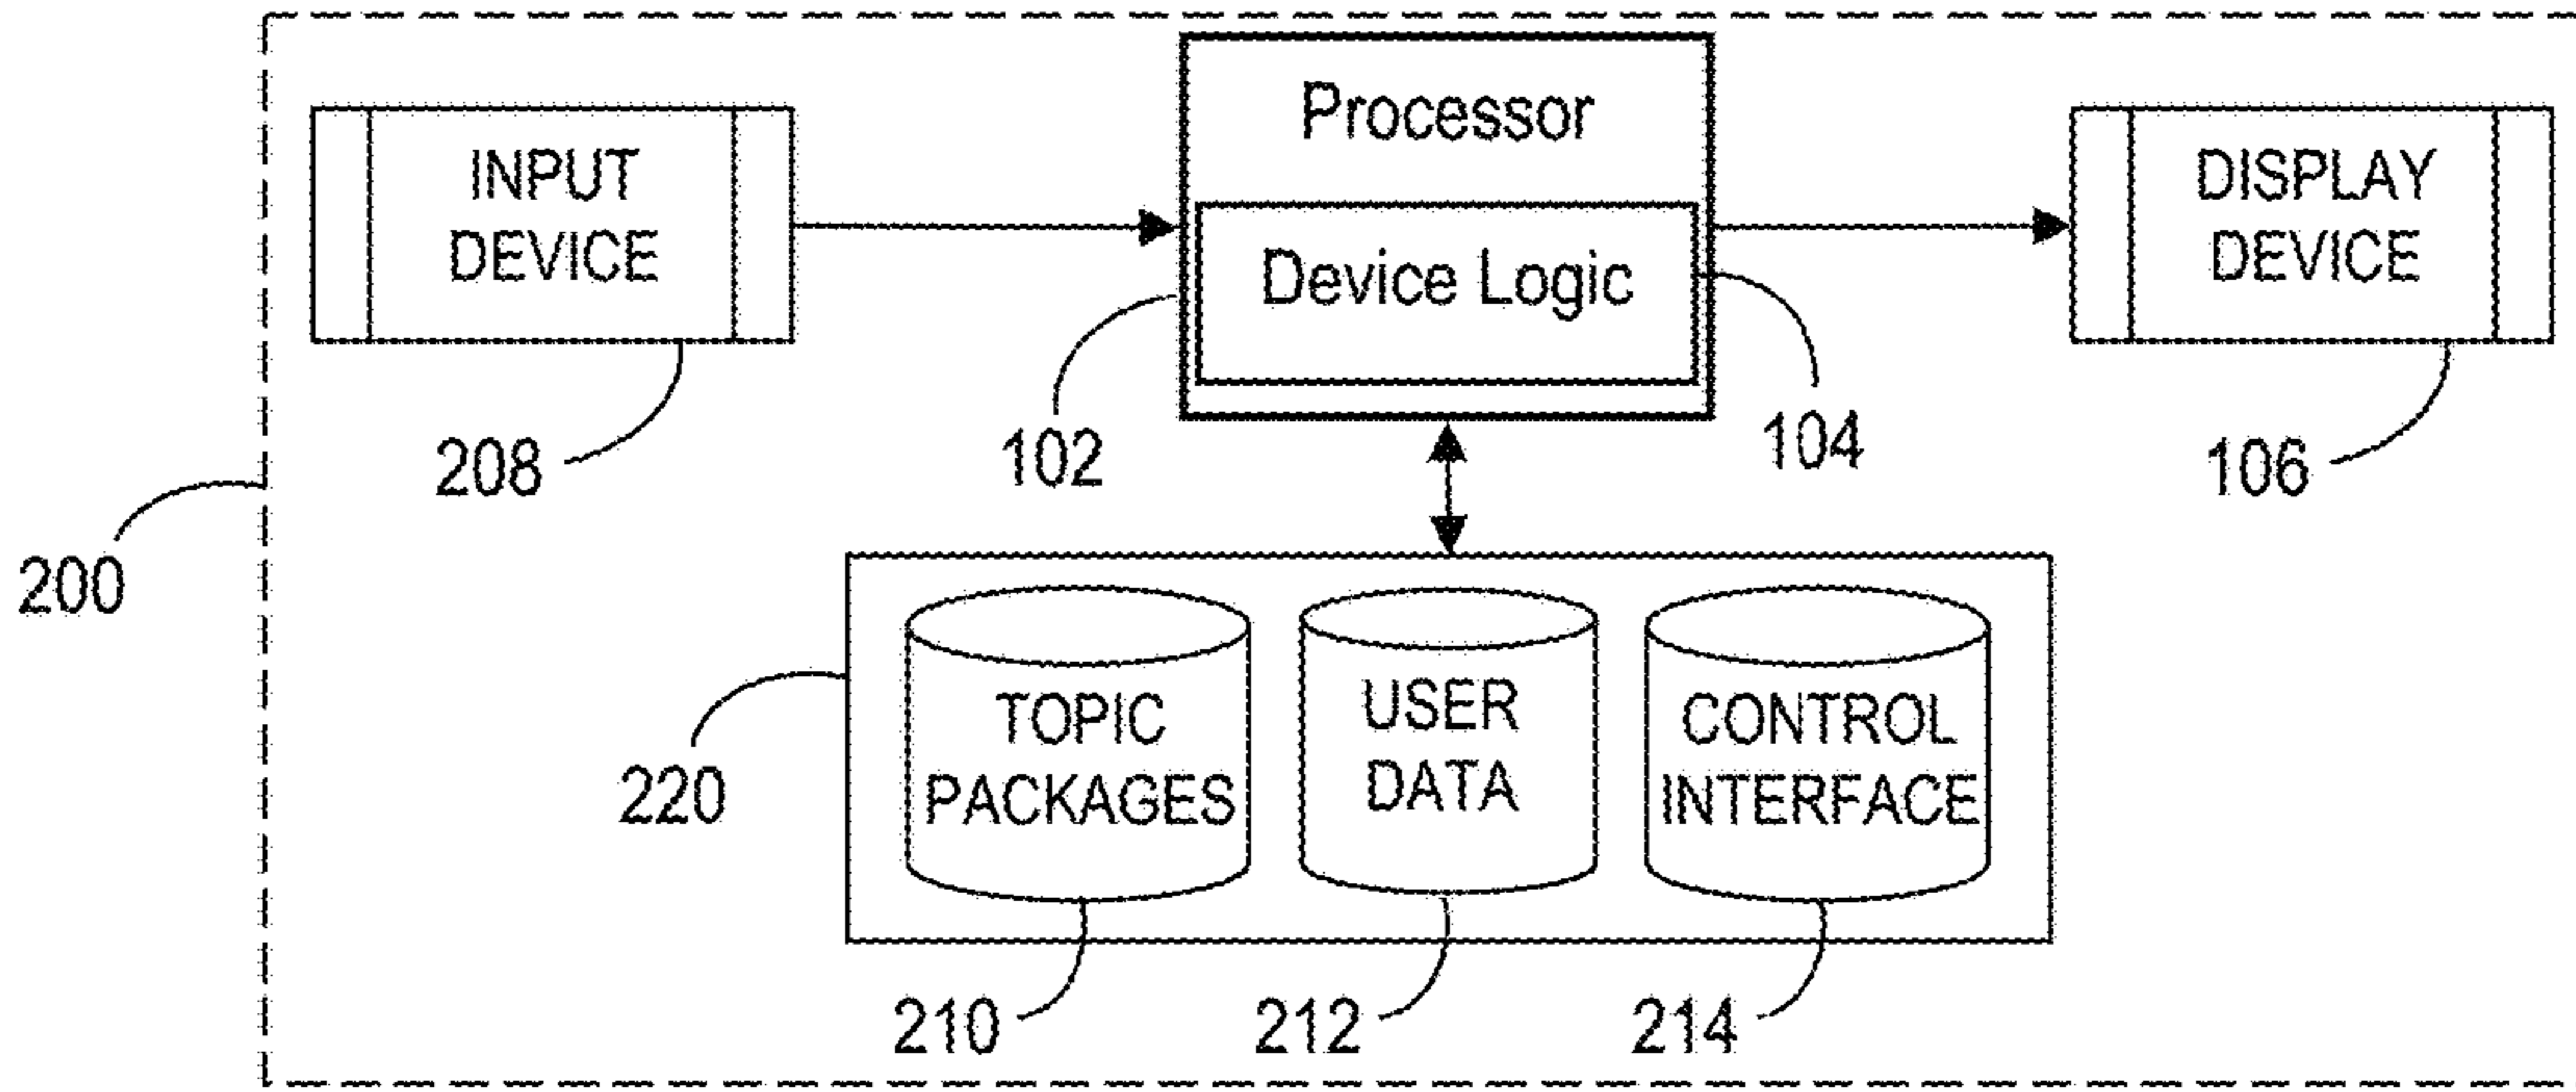 Processor
INPUT
DEVICE
Device Logic
DISPLAY
DEVICE
208
102
104
106
200
220
TOPIC
PACKAGES
USER
DATA
CONTROL
INTERFACE
210
212
214